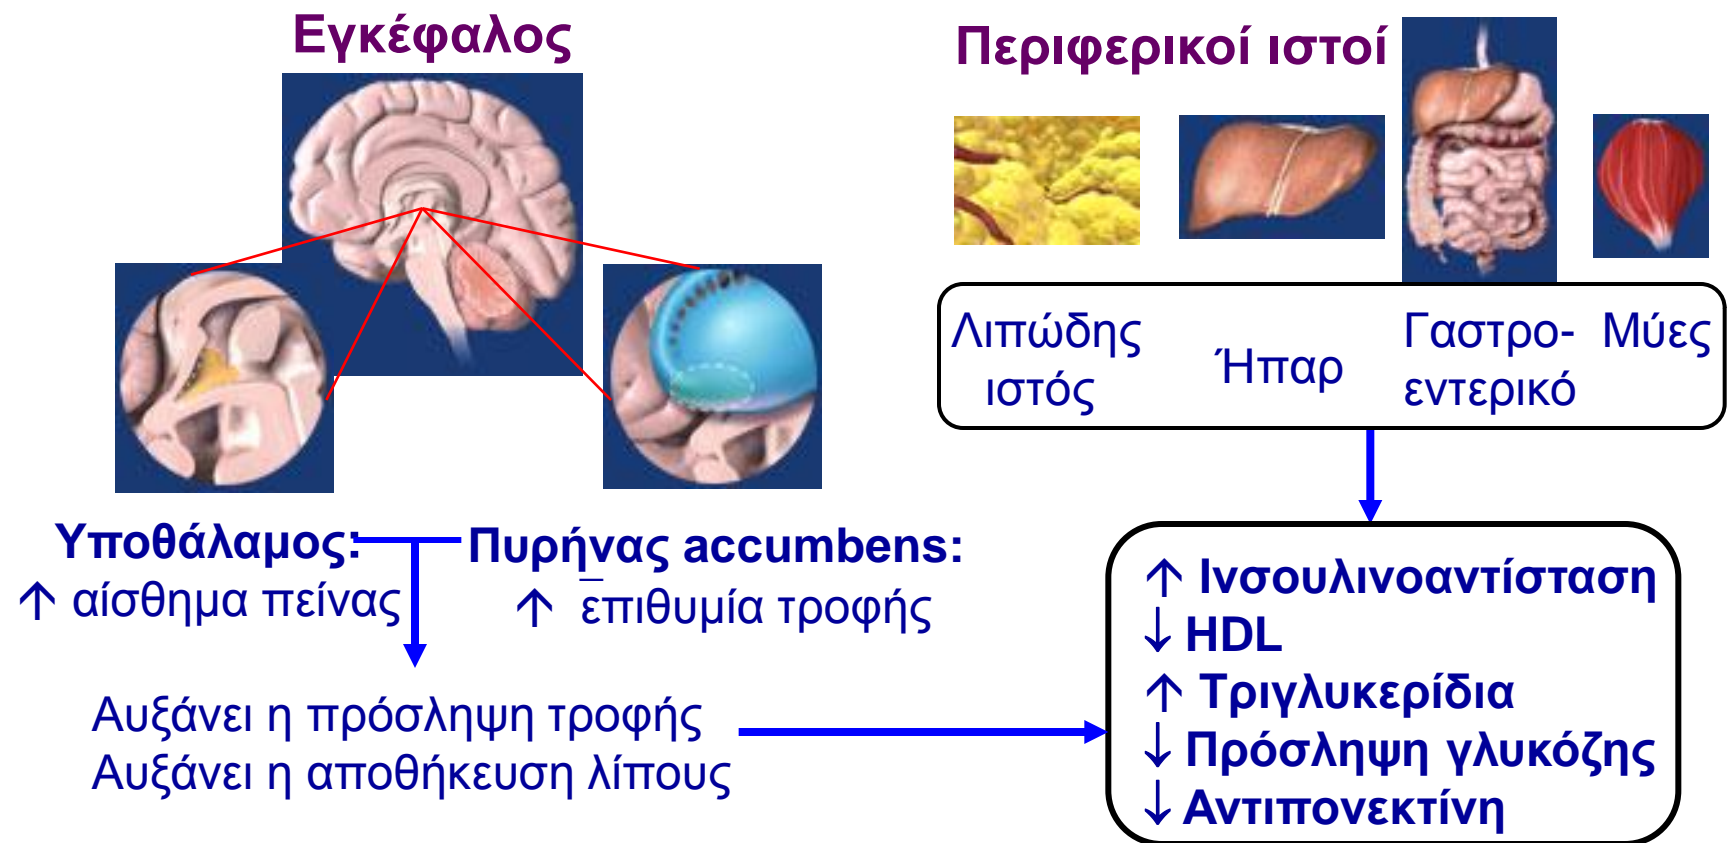 Εγκέφαλος
Περιφερικοί ιστοί
Λιπώδης
ιστός
Ήπαρ
Γαστρο-
εντερικό
Μύες
Υποθάλαμος:
↑ αίσθημα πείνας
Πυρήνας accumbens:
↑ επιθυμία τροφής
Αυξάνει η πρόσληψη τροφής
Αυξάνει η αποθήκευση λίπους
↑ Ινσουλινοαντίσταση
↓ HDL
↑ Τριγλυκερίδια
↓ Πρόσληψη γλυκόζης
↓ Αντιπονεκτίνη